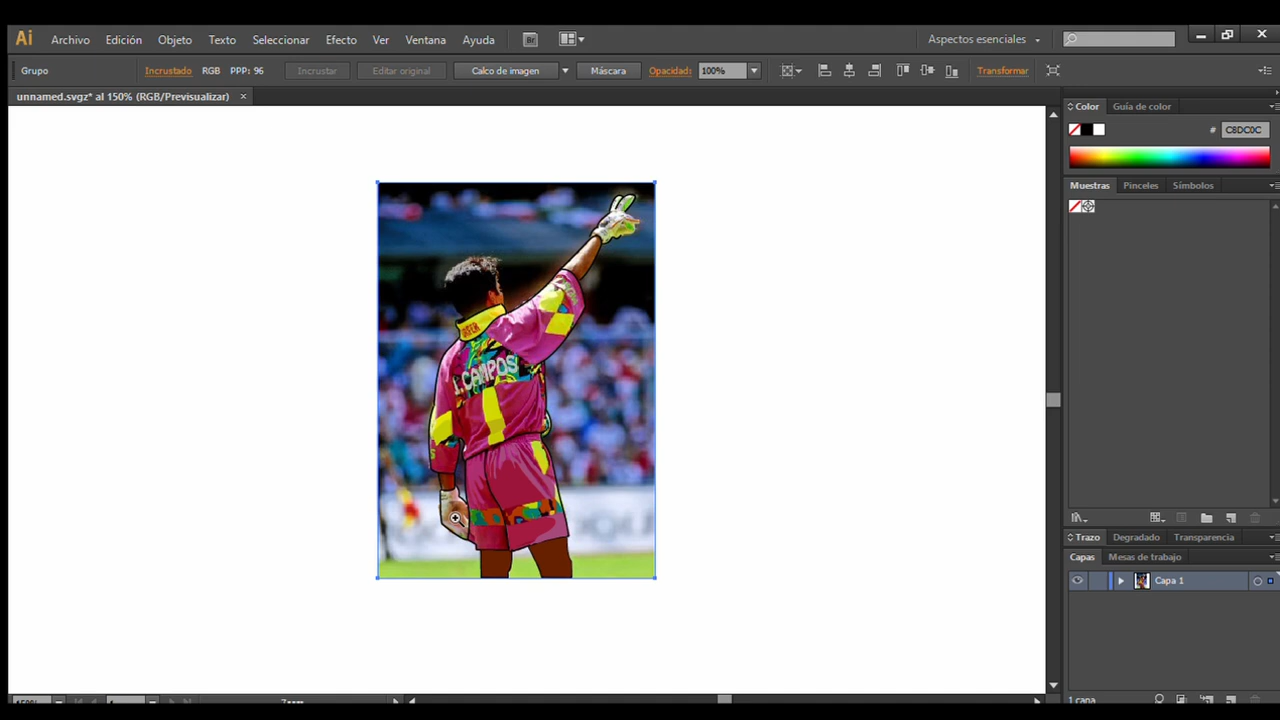 Ai Archivo Edición Objeto Texto Seleccionar Efecto Ver Ventana Ayuda Br Aspectos esenciales
Grupo Incrustado RGB PPP: 96 Incrustar Editar original Calco de imagen Máscara Opacidad: 100% Transformar
unnamed.svgz* al 150% (RGB/Previsualizar) ×
Color Guía de color
# C8DC0C
Muestras Pinceles Símbolos
J.CAMPOS
Trazo Degradado Transparencia
Capas Mesas de trabajo
Capa 1
1 capa